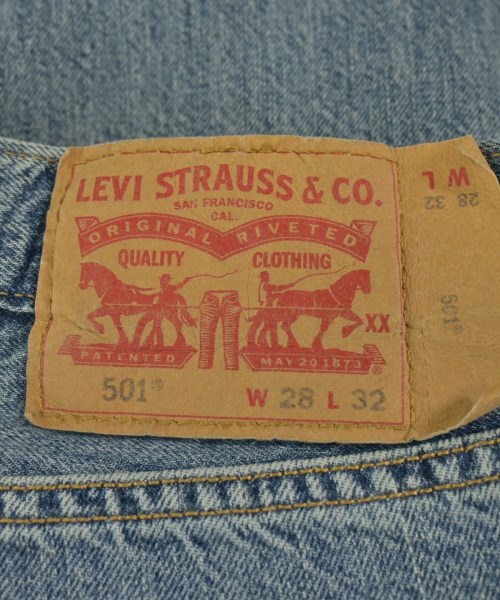 LEVI STRAUSS & CO.
SAN FRANCISCO
CAL.
ORIGINAL RIVETED
QUALITY CLOTHING
XX
PATENTED MAY 20 1873 ®
501® W 28 L 32
W L
28 32
501®